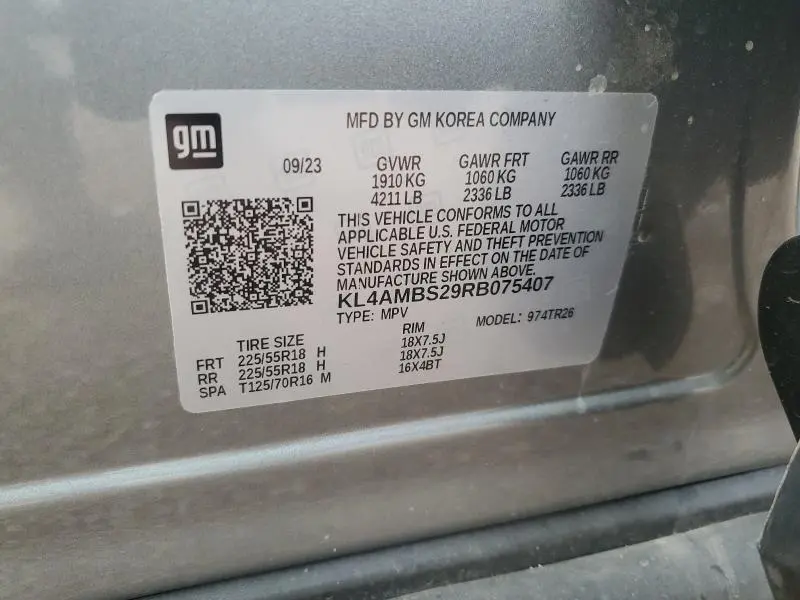 gm
MFD BY GM KOREA COMPANY
09/23 GVWR GAWR FRT GAWR RR
1910 KG 1060 KG 1060 KG
4211 LB 2336 LB 2336 LB
THIS VEHICLE CONFORMS TO ALL
APPLICABLE U.S. FEDERAL MOTOR
VEHICLE SAFETY AND THEFT PREVENTION
STANDARDS IN EFFECT ON THE DATE OF
MANUFACTURE SHOWN ABOVE.
KL4AMBS29RB075407
TYPE: MPV MODEL: 974TR26
TIRE SIZE RIM
FRT 225/55R18 H 18X7.5J
RR 225/55R18 H 18X7.5J
SPA T125/70R16 M 16X4BT